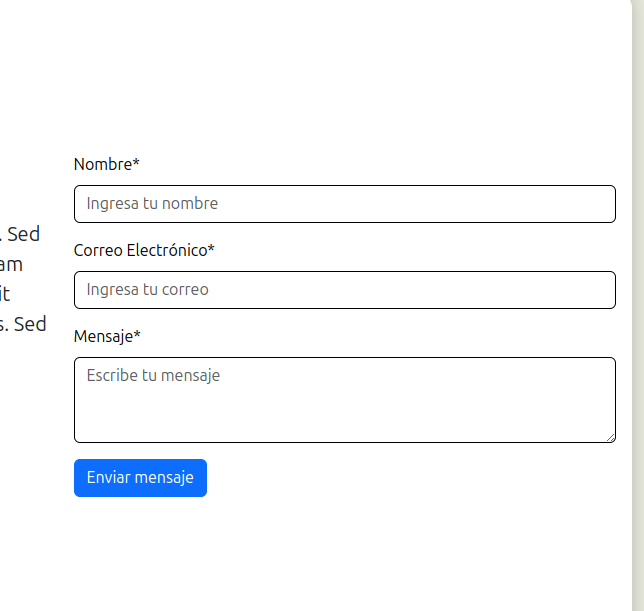 Nombre*
Ingresa tu nombre
. Sed
Correo Electrónico*
am
Ingresa tu correo
it
s. Sed
Mensaje*
Escribe tu mensaje
Enviar mensaje